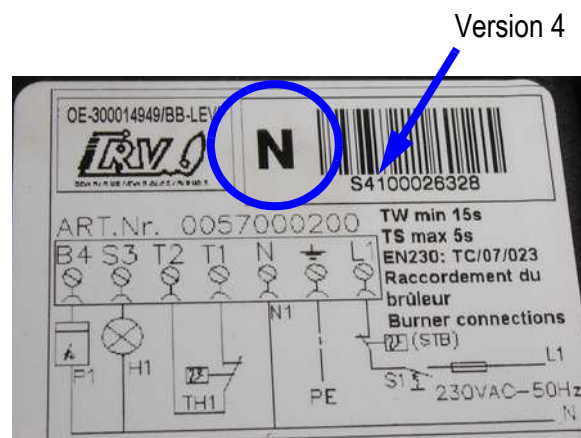 Version 4
OE-300014949/BB-LEV
TRV
N
S4100026328
ART.Nr. 0057000200
TW min 15s
TS max 5s
EN230: TC/07/023
Raccordement du
brûleur
Burner connections
B4 S3 T2 T1 N L1
h
P1
H1
TH1
N1
PE
(STB)
S1
L1
230VAC-50Hz
N